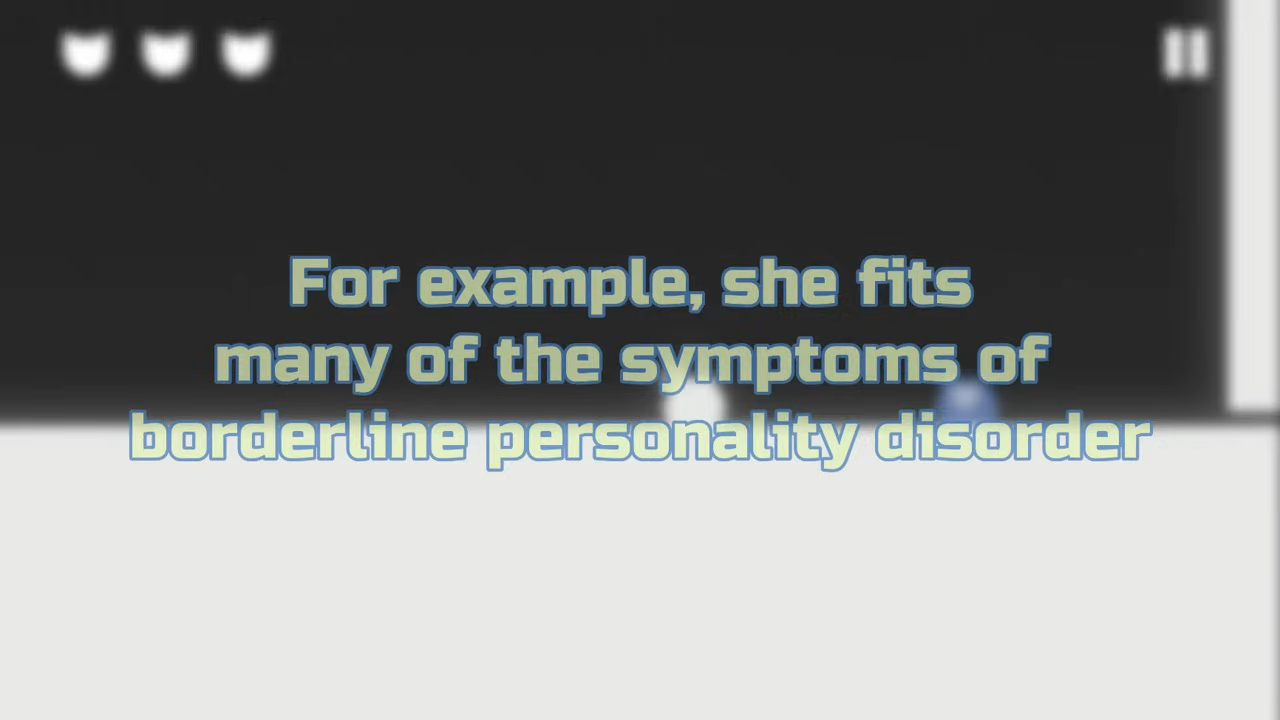 For example, she fits
many of the symptoms of
borderline personality disorder